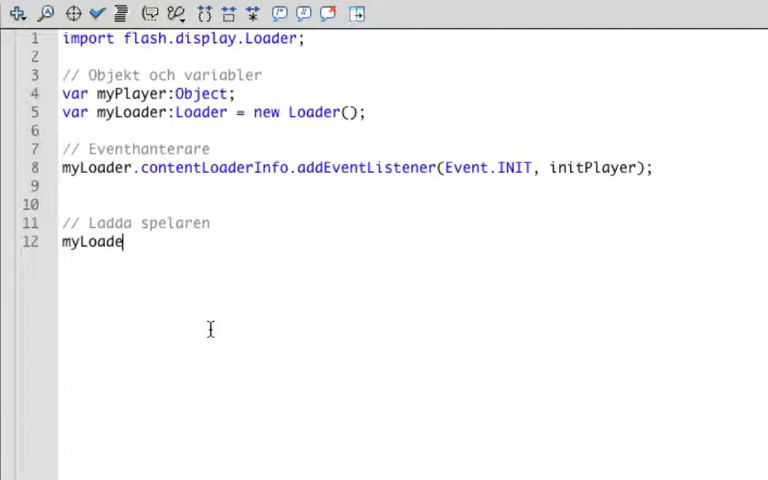 1 import flash.display.Loader;
2
3 // Objekt och variabler
4 var myPlayer:Object;
5 var myLoader:Loader = new Loader();
6
7 // Eventhanterare
8 myLoader.contentLoaderInfo.addEventListener(Event.INIT, initPlayer);
9
10
11 // Ladda spelaren
12 myLoade